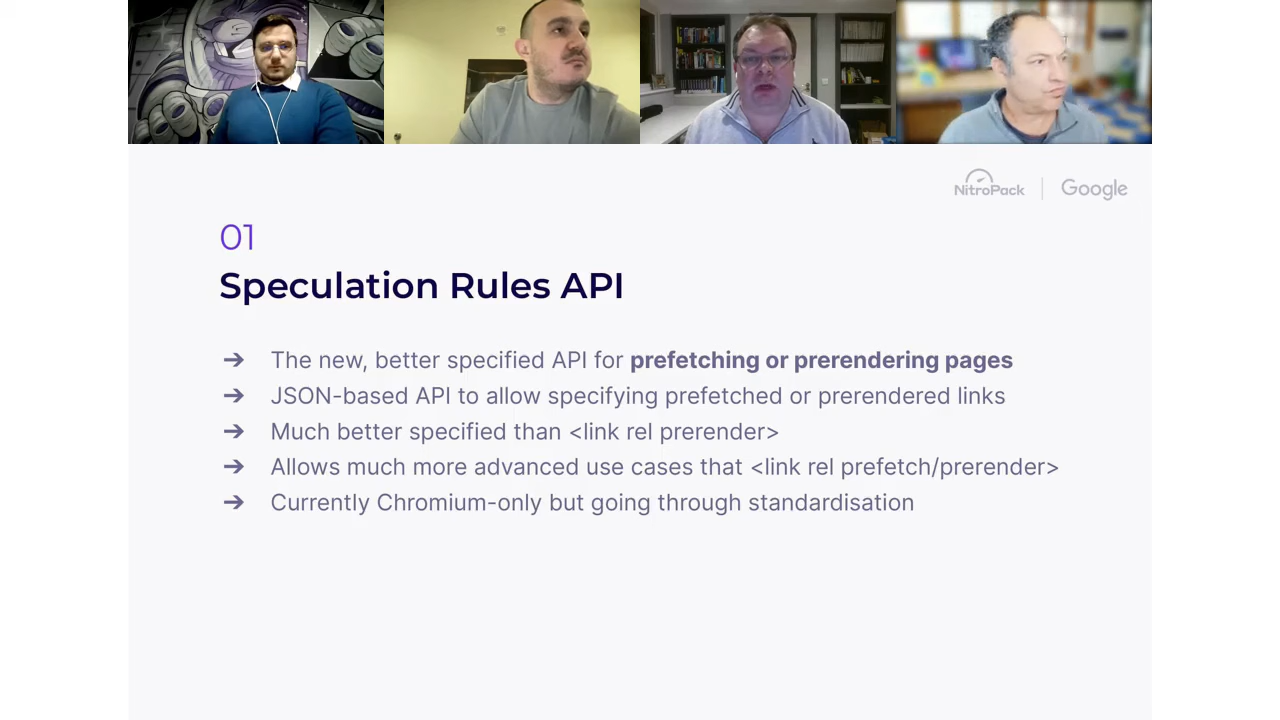 NitroPack | Google
01
Speculation Rules API
➔ The new, better specified API for prefetching or prerendering pages
➔ JSON-based API to allow specifying prefetched or prerendered links
➔ Much better specified than <link rel prerender>
➔ Allows much more advanced use cases that <link rel prefetch/prerender>
➔ Currently Chromium-only but going through standardisation